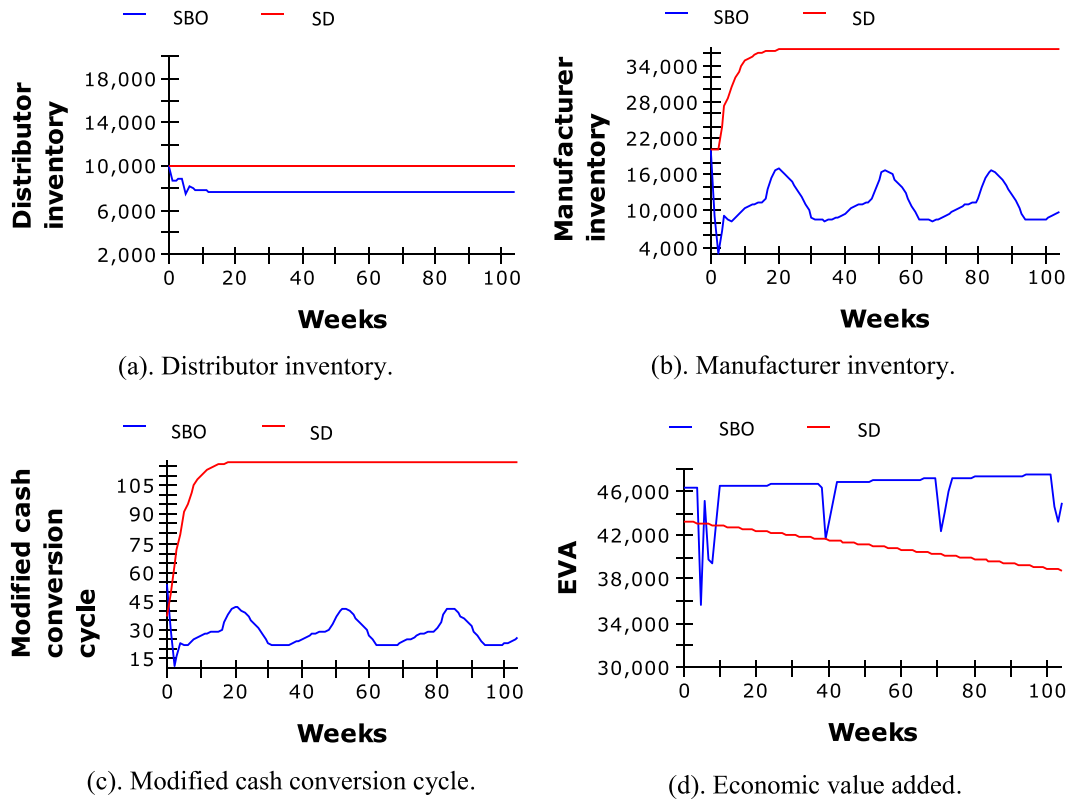 SBO SD
Distributor
inventory
18,000
14,000
10,000
6,000
2,000
0 20 40 60 80 100
Weeks
(a). Distributor inventory.
SBO SD
Manufacturer
inventory
34,000
28,000
22,000
16,000
10,000
4,000
0 20 40 60 80 100
Weeks
(b). Manufacturer inventory.
SBO SD
Modified cash
conversion
cycle
105
90
75
60
45
30
15
0 20 40 60 80 100
Weeks
(c). Modified cash conversion cycle.
SBO SD
EVA
46,000
42,000
38,000
34,000
30,000
0 20 40 60 80 100
Weeks
(d). Economic value added.